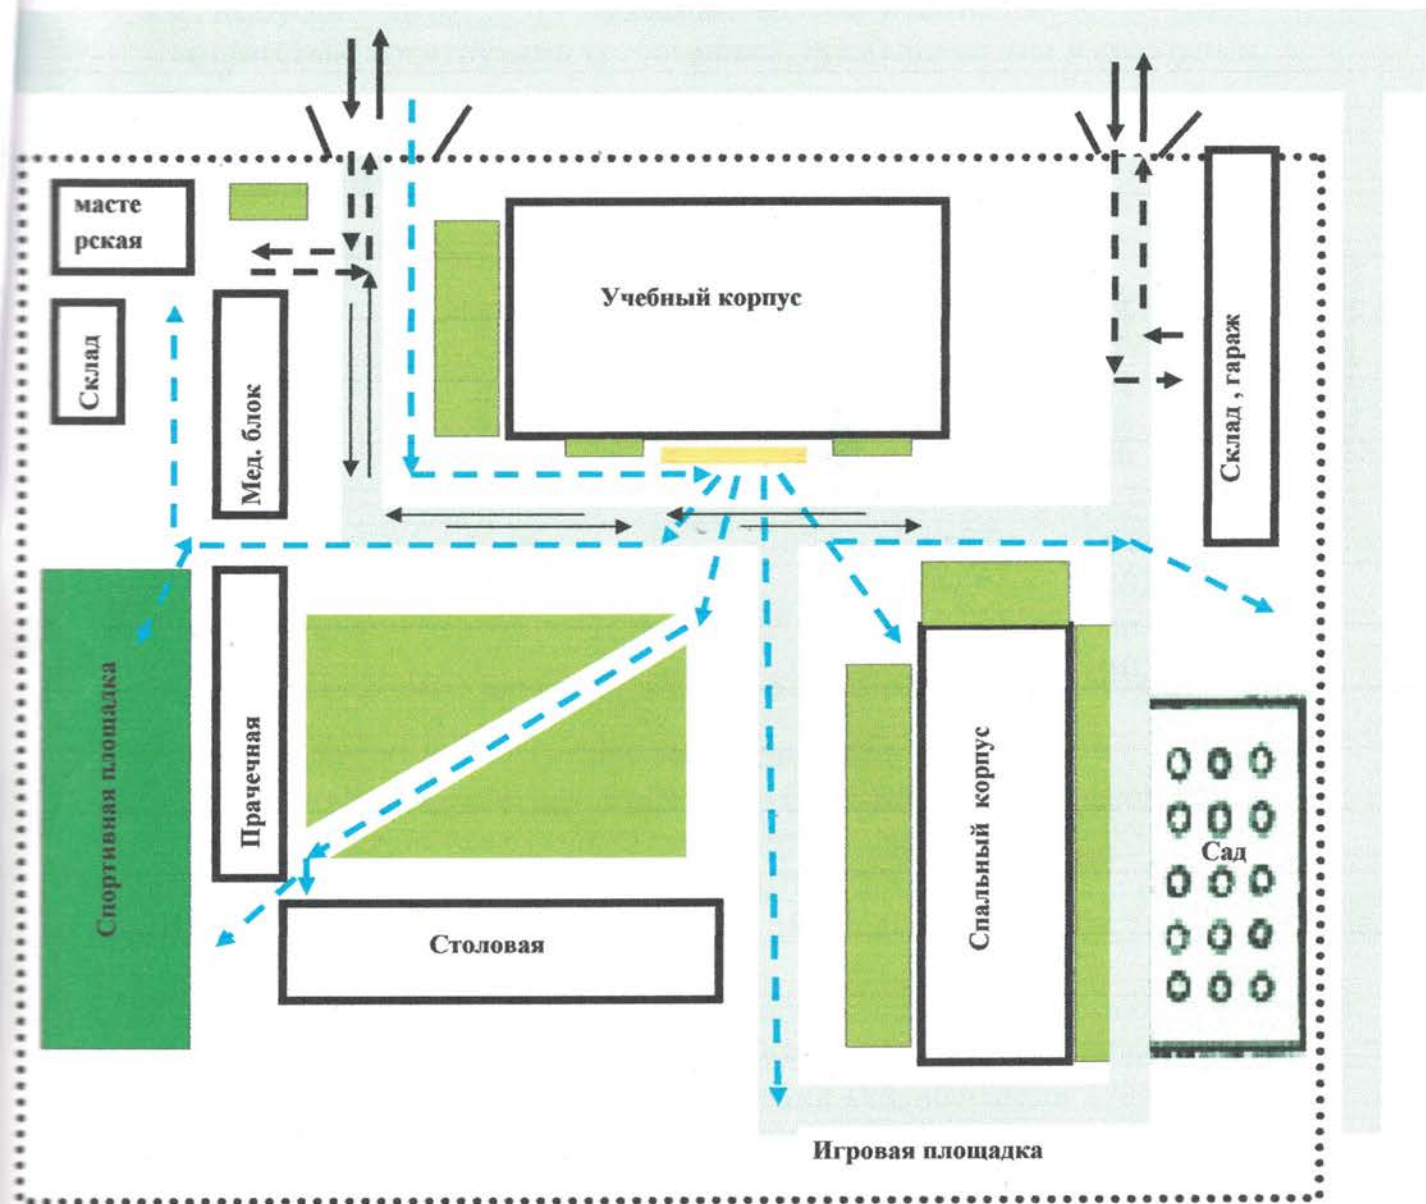 масте
рская
Учебный корпус
Склад
Мед. блок
Склад , гараж
Спортивная площадка
Прачечная
Спальный корпус
Сад
Столовая
Игровая площадка